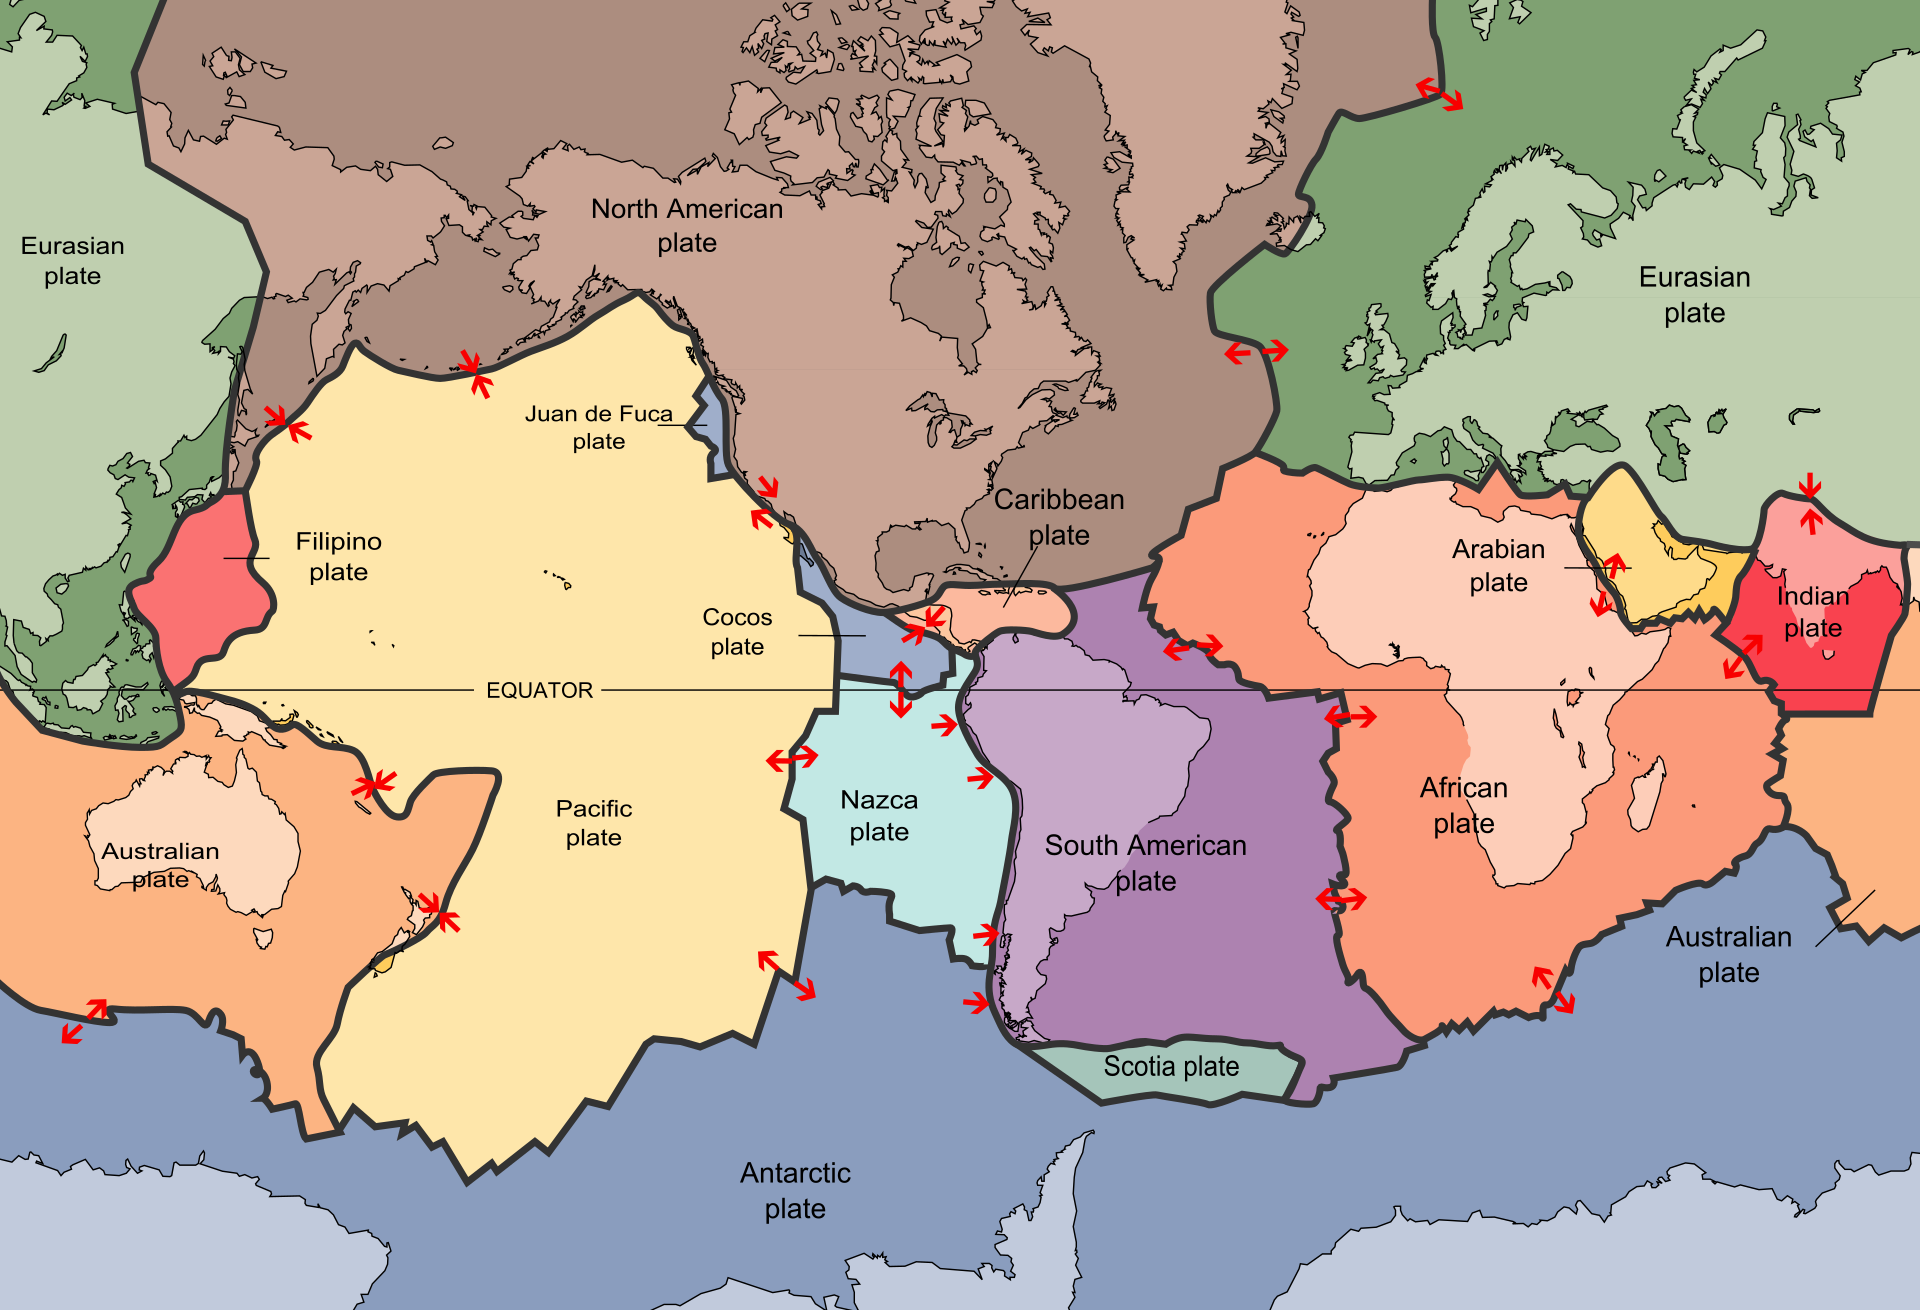 North American
plate
Eurasian
plate
Eurasian
plate
Juan de Fuca
plate
Caribbean
plate
Filipino
plate
Arabian
plate
Indian
plate
Cocos
plate
EQUATOR
Pacific
plate
Nazca
plate
African
plate
South American
plate
Australian
plate
Australian
plate
Scotia plate
Antarctic
plate